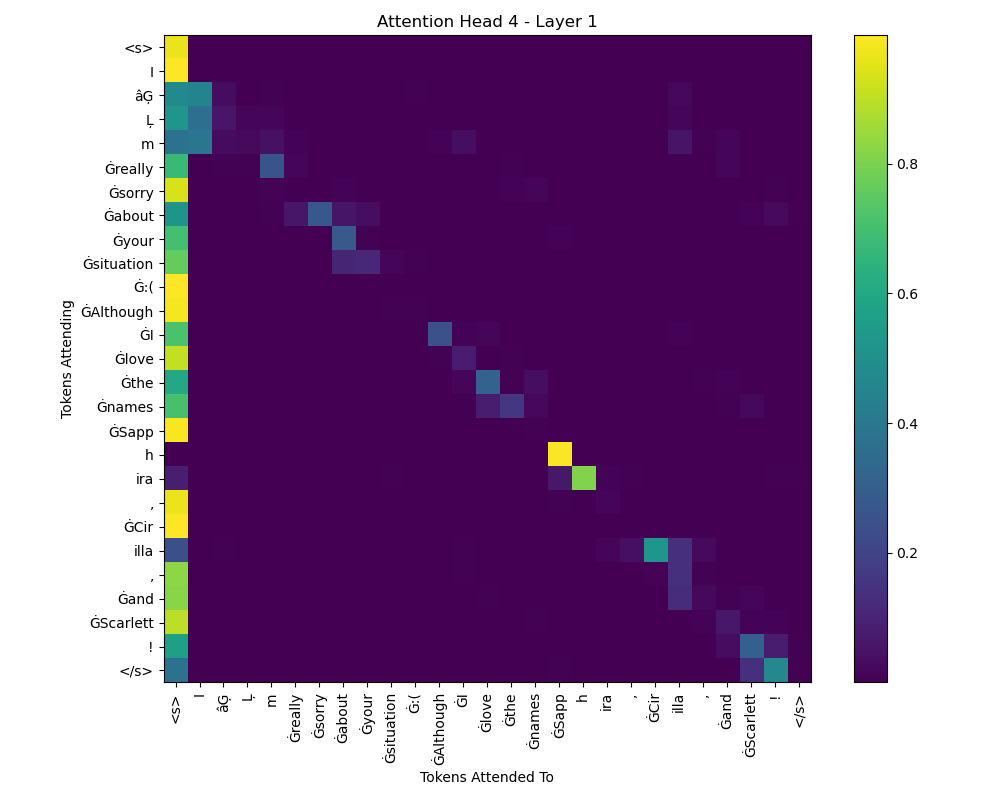 Attention Head 4 - Layer 1
Tokens Attending
<s>
I
âĢ
Ļ
m
Ġreally
Ġsorry
Ġabout
Ġyour
Ġsituation
Ġ:(
ĠAlthough
ĠI
Ġlove
Ġthe
Ġnames
ĠSapp
h
ira
,
ĠCir
illa
,
Ġand
ĠScarlett
!
</s>
<s>
I
âĢ
Ļ
m
Ġreally
Ġsorry
Ġabout
Ġyour
Ġsituation
Ġ:(
ĠAlthough
ĠI
Ġlove
Ġthe
Ġnames
ĠSapp
h
ira
,
ĠCir
illa
,
Ġand
ĠScarlett
!
</s>
Tokens Attended To
0.8
0.6
0.4
0.2